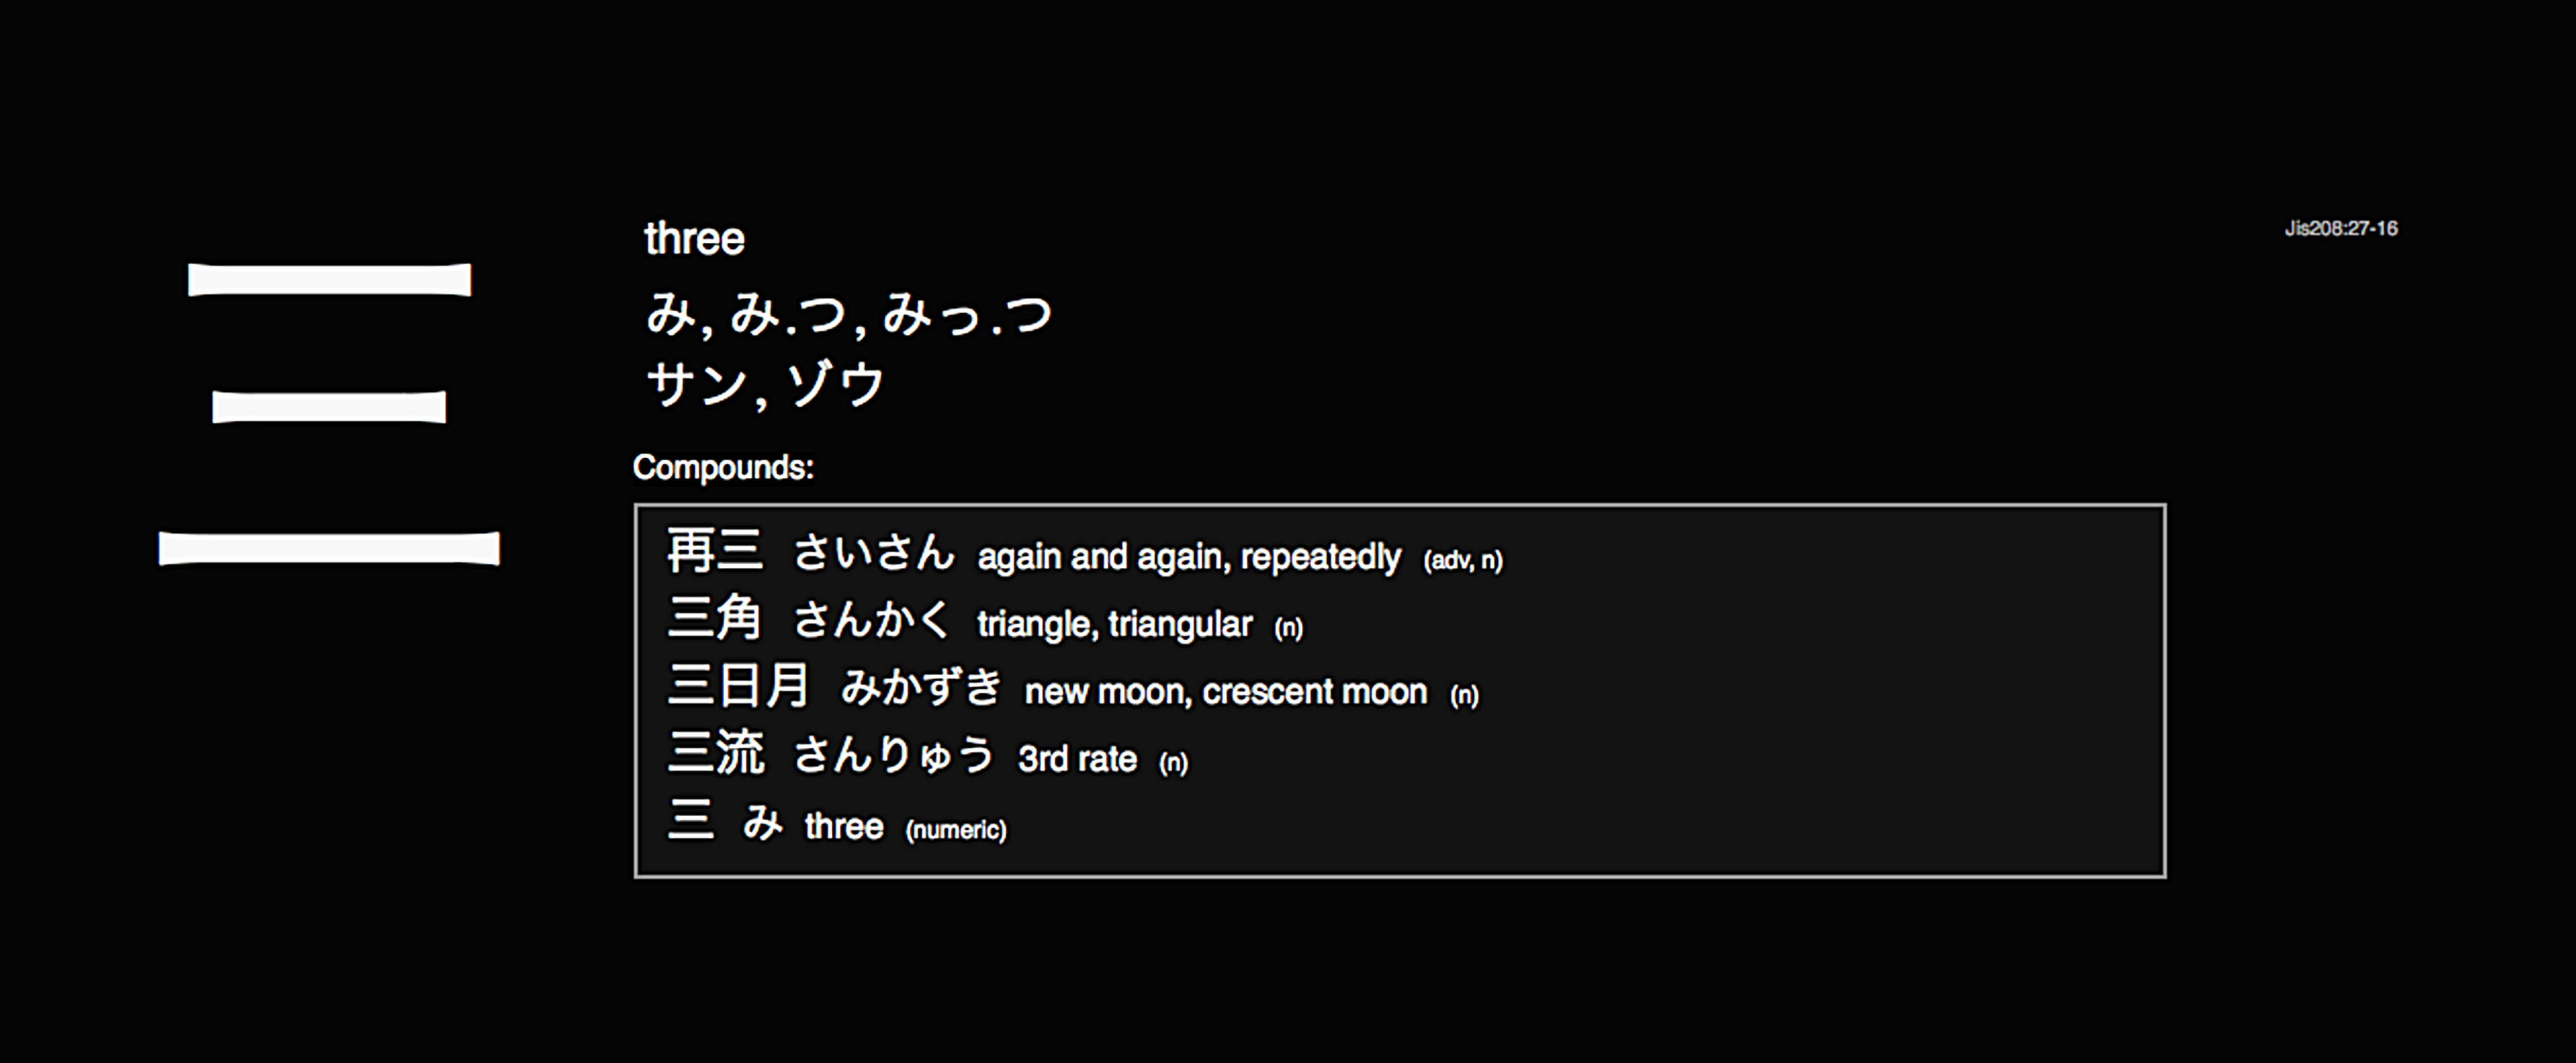 三
three
Jis208:27-16
み, み.つ, みっ.つ
サン, ゾウ
Compounds:
再三 さいさん again and again, repeatedly (adv, n)
三角 さんかく triangle, triangular (n)
三日月 みかずき new moon, crescent moon (n)
三流 さんりゅう 3rd rate (n)
三 み three (numeric)